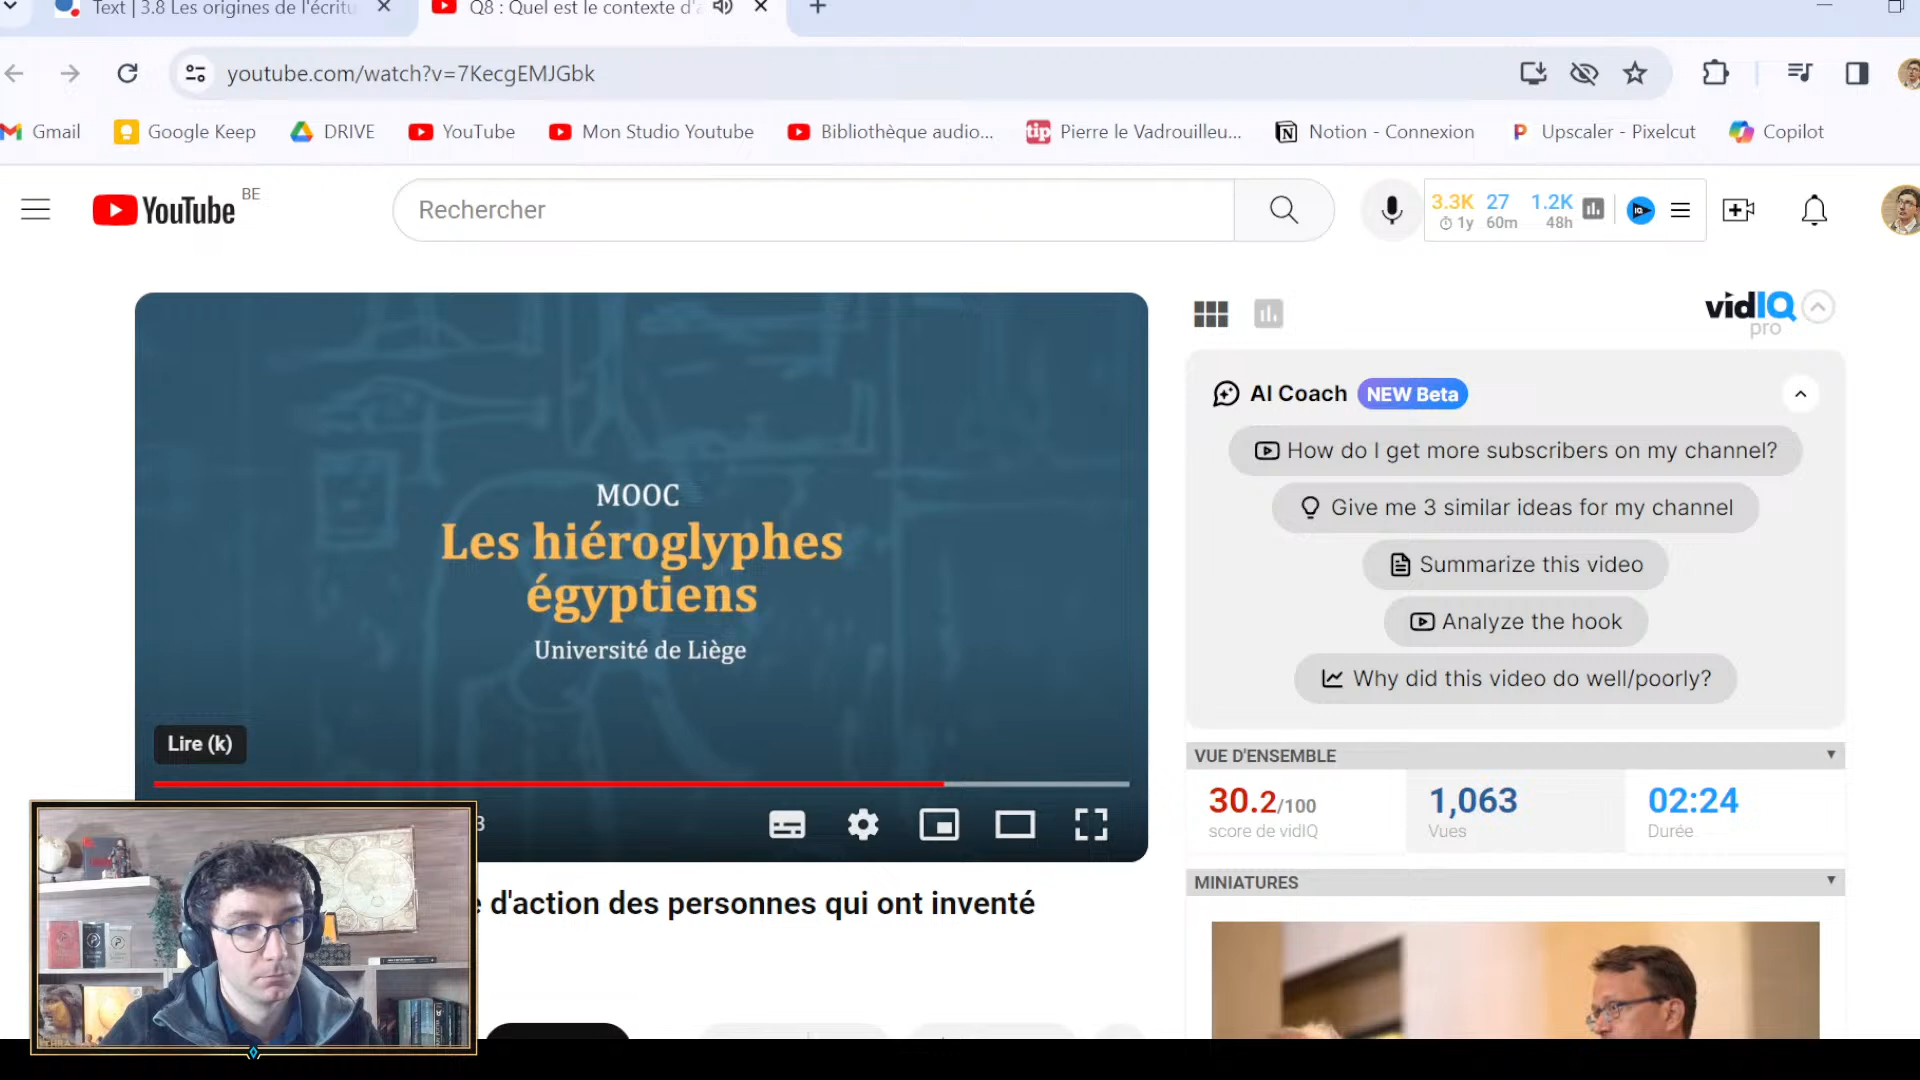 Text | 3.8 Les origines de l'écritu
Q8 : Quel est le contexte d'a
youtube.com/watch?v=7KecgEMJGbk
Gmail
Google Keep
DRIVE
YouTube
Mon Studio Youtube
Bibliothèque audio...
tip
Pierre le Vadrouilleu...
Notion - Connexion
Upscaler - Pixelcut
Copilot
YouTube
BE
Rechercher
3.3K 27 1.2K
1y 60m 48h
IQ
vidIQ
pro
MOOC
Les hiéroglyphes
égyptiens
Université de Liège
Lire (k)
3
AI Coach NEW Beta
How do I get more subscribers on my channel?
Give me 3 similar ideas for my channel
Summarize this video
Analyze the hook
Why did this video do well/poorly?
VUE D'ENSEMBLE
30.2/100 1,063 02:24
score de vidIQ Vues Durée
MINIATURES
e d'action des personnes qui ont inventé